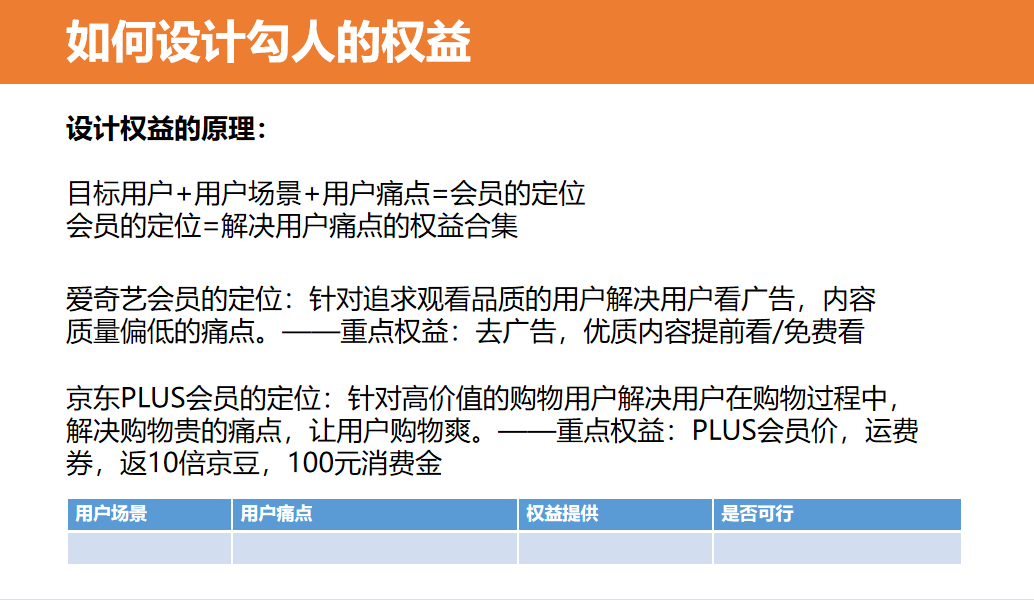 如何设计勾人的权益
设计权益的原理：
目标用户+用户场景+用户痛点=会员的定位
会员的定位=解决用户痛点的权益合集
爱奇艺会员的定位：针对追求观看品质的用户解决用户看广告，内容
质量偏低的痛点。——重点权益：去广告，优质内容提前看/免费看
京东PLUS会员的定位：针对高价值的购物用户解决用户在购物过程中，
解决购物贵的痛点，让用户购物爽。——重点权益：PLUS会员价，运费
券，返10倍京豆，100元消费金
用户场景 用户痛点 权益提供 是否可行